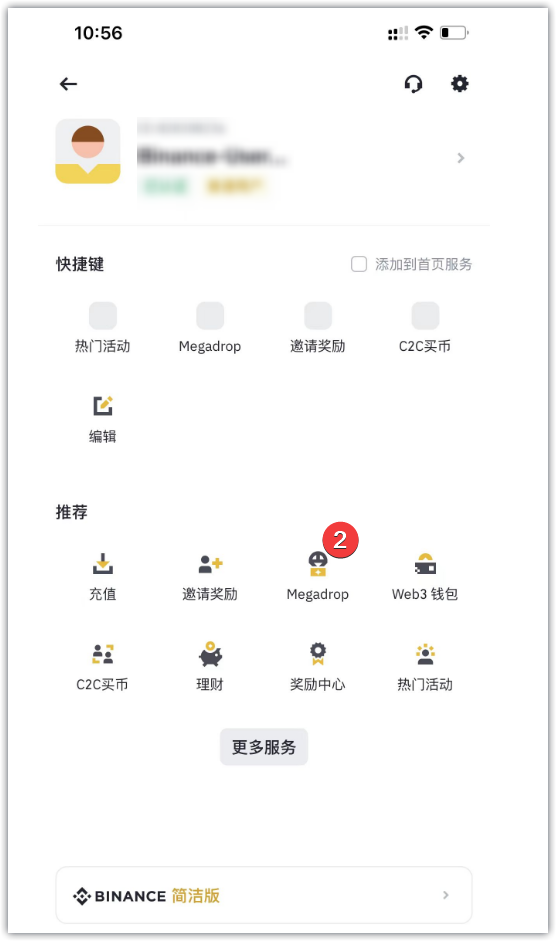 10:56
快捷键
添加到首页服务
热门活动 Megadrop 邀请奖励 C2C买币
编辑
推荐
2
充值 邀请奖励 Megadrop Web3 钱包
C2C买币 理财 奖励中心 热门活动
更多服务
BINANCE 简洁版